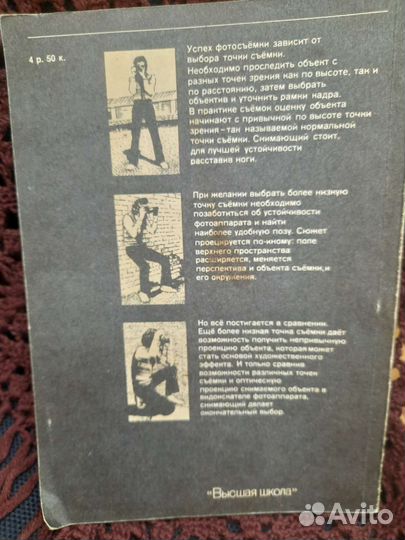 4 р. 50 к.
Успех фотосъёмки зависит от
выбора точки съёмки.
Необходимо проследить объект с
разных точек зрения как по высоте, так и
по расстоянию, затем выбрать
объектив и уточнить рамки кадра.
В практике съёмок оценку объекта
начинают с привычной по высоте точки
зрения–так называемой нормальной
точки съёмки. Снимающий стоит,
для лучшей устойчивости
расставив ноги.
При желании выбрать более низкую
точку съёмки необходимо
позаботиться об устойчивости
фотоаппарата и найти
наиболее удобную позу. Сюжет
проецируется по-иному: поле
верхнего пространства
расширяется, меняется
перспектива и объекта съёмки, и
его окружения.
Но всё постигается в сравнении.
Ещё более низкая точка съёмки даёт
возможность получить непривычную
проекцию объекта, которая может
стать основой художественного
эффекта. И только сравнив
возможности различных точек
съёмки и оптическую
проекцию снимаемого объекта в
видоискателе фотоаппарата,
снимающий делает
окончательный выбор.
"Высшая школа"
Avito